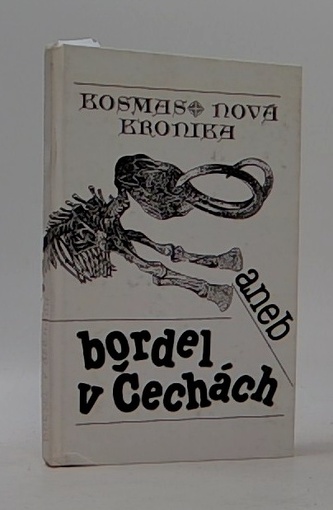 KOSMAS NOVÁ
KRONIKA
aneb
bordel
v Čechách